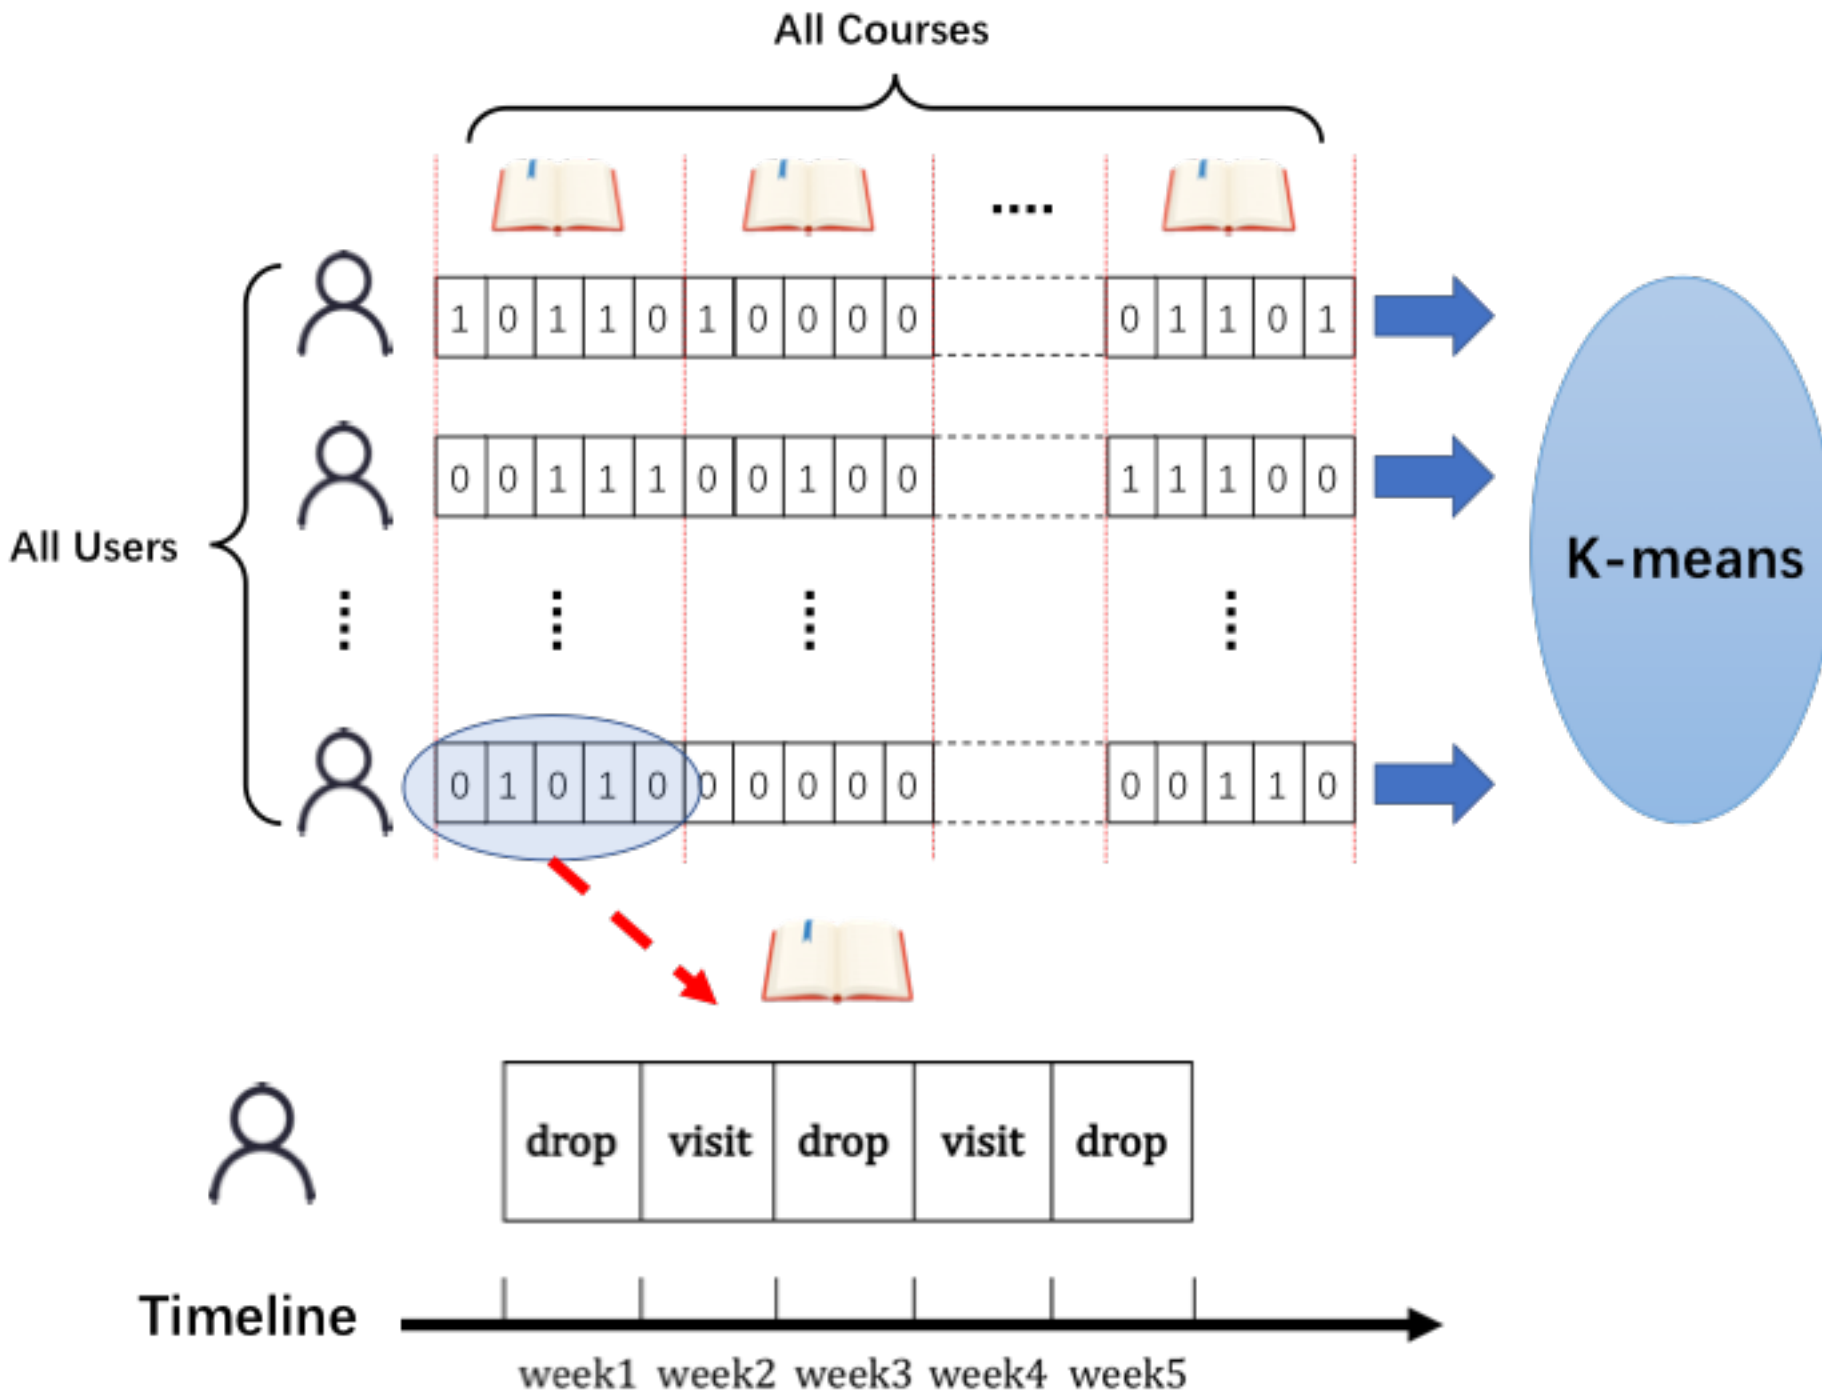 All Courses
....
1 0 1 1 0 1 0 0 0 0 0 1 1 0 1
0 0 1 1 1 0 0 1 0 0 1 1 1 0 0
All Users
K-means
0 1 0 1 0 0 0 0 0 0 0 0 1 1 0
drop visit drop visit drop
Timeline
week1 week2 week3 week4 week5